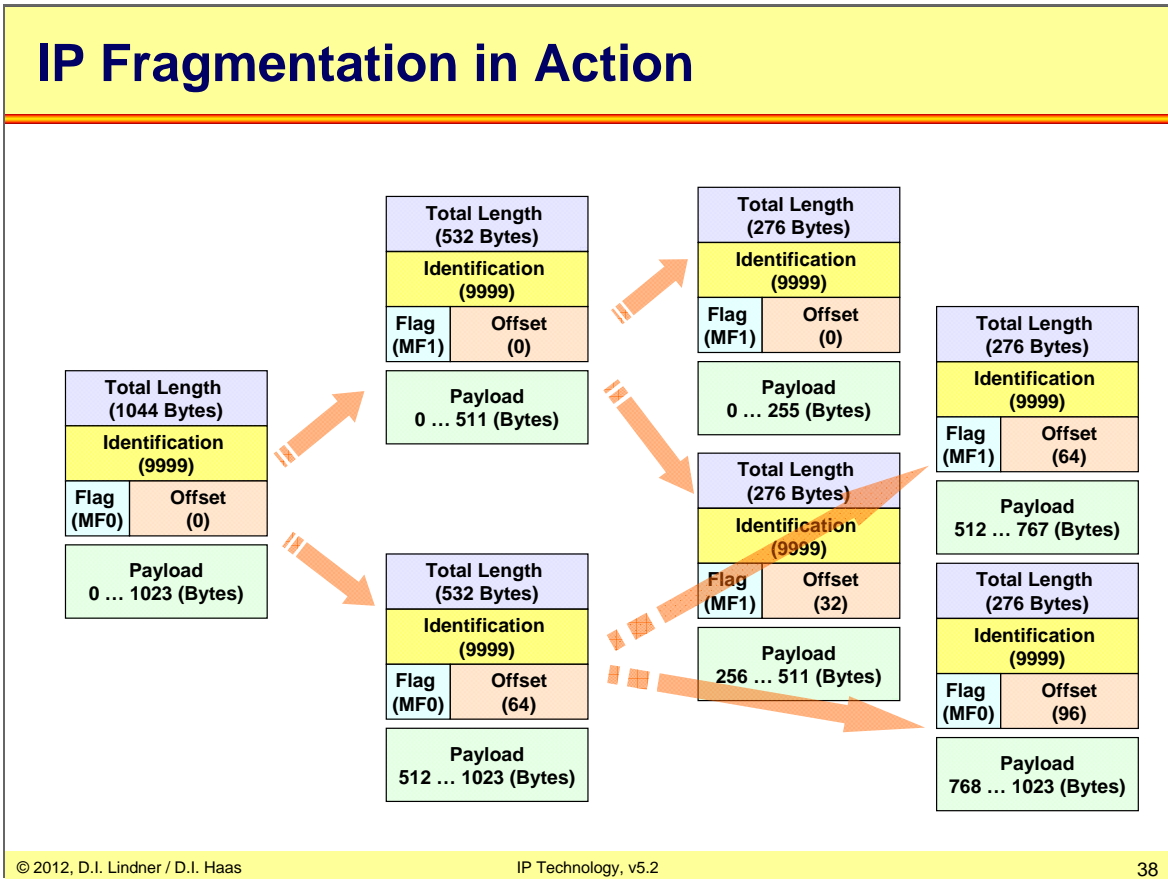 IP Fragmentation in Action
Total Length
(1044 Bytes)
Identification
(9999)
Flag
(MF0)
Offset
(0)
Payload
0 … 1023 (Bytes)
Total Length
(532 Bytes)
Identification
(9999)
Flag
(MF1)
Offset
(0)
Payload
0 … 511 (Bytes)
Total Length
(532 Bytes)
Identification
(9999)
Flag
(MF0)
Offset
(64)
Payload
512 … 1023 (Bytes)
Total Length
(276 Bytes)
Identification
(9999)
Flag
(MF1)
Offset
(0)
Payload
0 … 255 (Bytes)
Total Length
(276 Bytes)
Identification
(9999)
Flag
(MF1)
Offset
(32)
Payload
256 … 511 (Bytes)
Total Length
(276 Bytes)
Identification
(9999)
Flag
(MF1)
Offset
(64)
Payload
512 … 767 (Bytes)
Total Length
(276 Bytes)
Identification
(9999)
Flag
(MF0)
Offset
(96)
Payload
768 … 1023 (Bytes)
© 2012, D.I. Lindner / D.I. Haas
IP Technology, v5.2
38